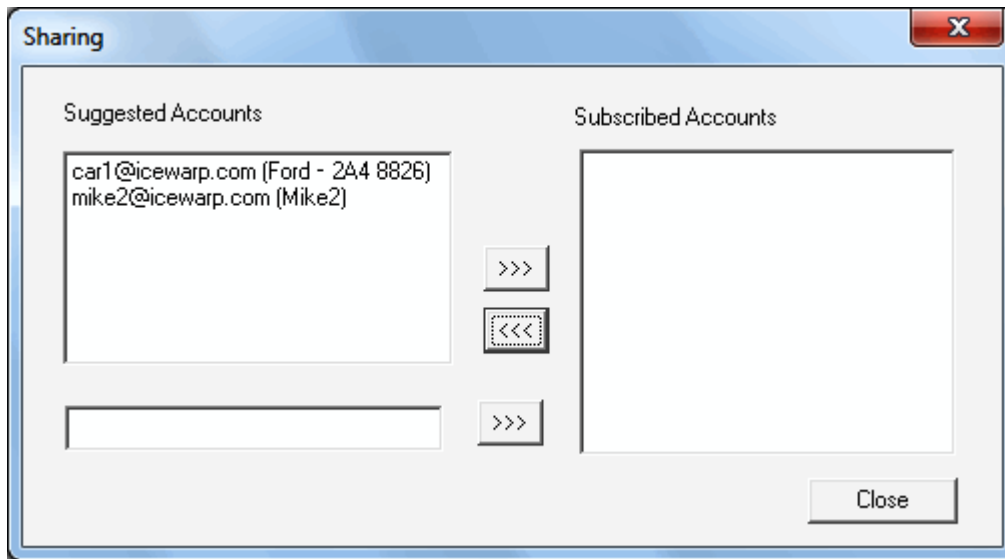 Sharing
X
Suggested Accounts
Subscribed Accounts
car1@icewarp.com (Ford - 2A4 8826)
mike2@icewarp.com (Mike2)
>>>
<<<
>>>
Close